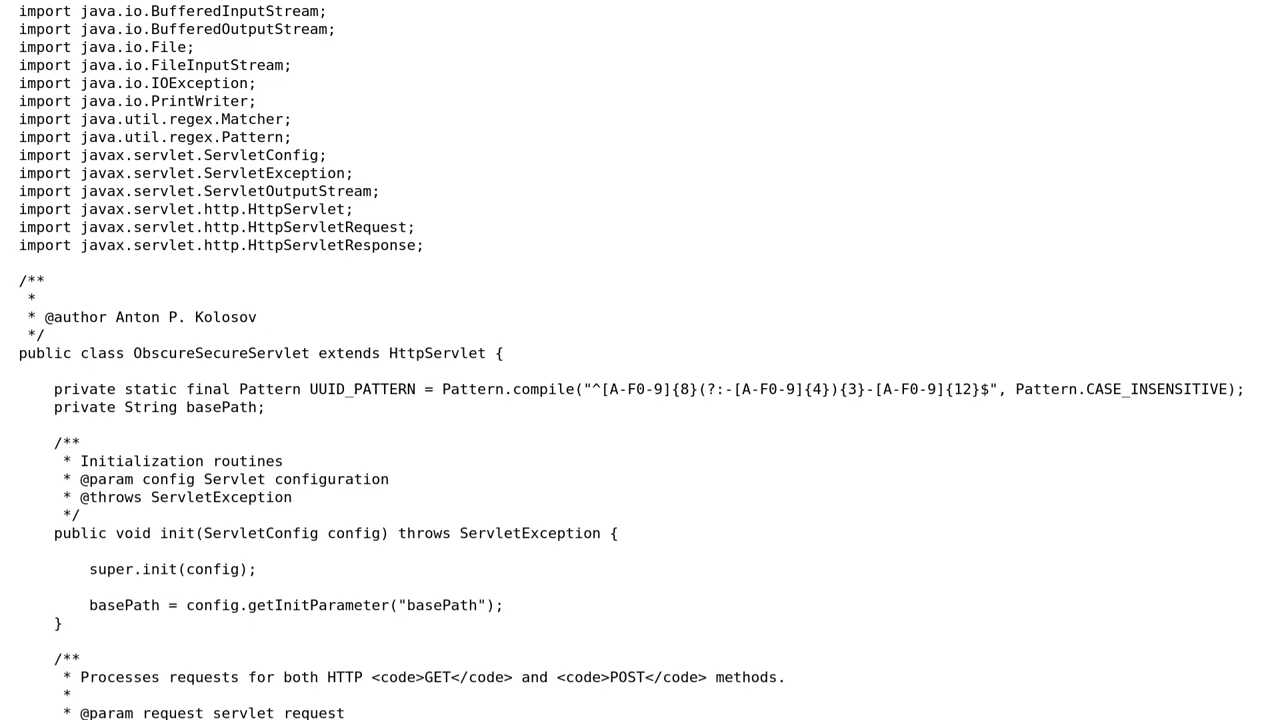 import java.io.BufferedInputStream;
import java.io.BufferedOutputStream;
import java.io.File;
import java.io.FileInputStream;
import java.io.IOException;
import java.io.PrintWriter;
import java.util.regex.Matcher;
import java.util.regex.Pattern;
import javax.servlet.ServletConfig;
import javax.servlet.ServletException;
import javax.servlet.ServletOutputStream;
import javax.servlet.http.HttpServlet;
import javax.servlet.http.HttpServletRequest;
import javax.servlet.http.HttpServletResponse;

/**
 *
 * @author Anton P. Kolosov
 */
public class ObscureSecureServlet extends HttpServlet {

    private static final Pattern UUID_PATTERN = Pattern.compile("^[A-F0-9]{8}(?:-[A-F0-9]{4}){3}-[A-F0-9]{12}$", Pattern.CASE_INSENSITIVE);
    private String basePath;

    /**
     * Initialization routines
     * @param config Servlet configuration
     * @throws ServletException
     */
    public void init(ServletConfig config) throws ServletException {

        super.init(config);

        basePath = config.getInitParameter("basePath");
    }

    /**
     * Processes requests for both HTTP <code>GET</code> and <code>POST</code> methods.
     *
     * @param request servlet request